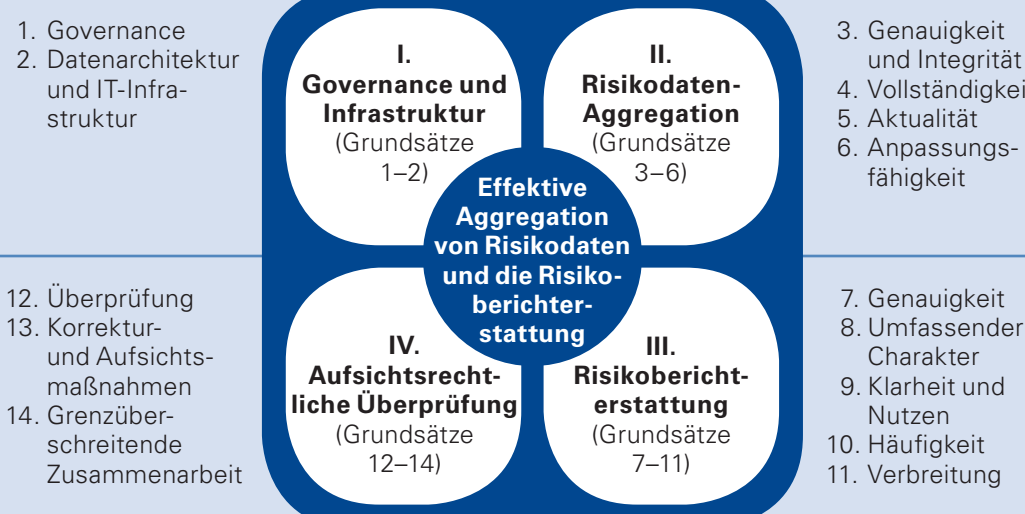 1. Governance
2. Datenarchitektur
und IT-Infra-
struktur
I.
Governance und
Infrastruktur
(Grundsätze
1–2)
II.
Risikodaten-
Aggregation
(Grundsätze
3–6)
3. Genauigkeit
und Integrität
4. Vollständigkei
5. Aktualität
6. Anpassungs-
fähigkeit
Effektive
Aggregation
von Risikodaten
und die Risiko-
berichter-
stattung
12. Überprüfung
13. Korrektur-
und Aufsichts-
maßnahmen
14. Grenzüber-
schreitende
Zusammenarbeit
IV.
Aufsichtsrecht-
liche Überprüfung
(Grundsätze
12–14)
III.
Risikobericht-
erstattung
(Grundsätze
7–11)
7. Genauigkeit
8. Umfassender
Charakter
9. Klarheit und
Nutzen
10. Häufigkeit
11. Verbreitung